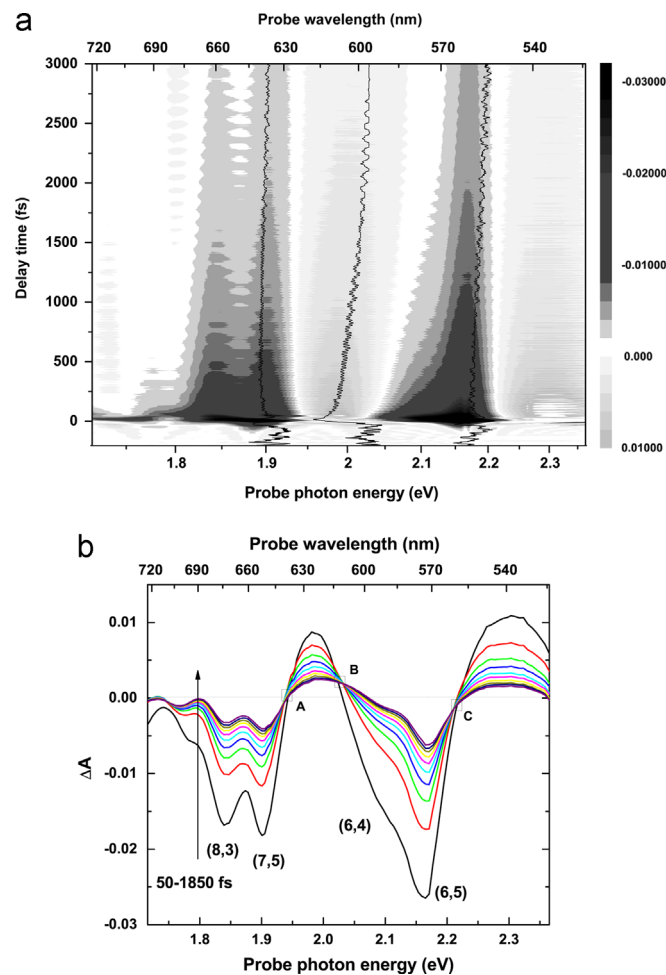 a
Probe wavelength (nm)
720 690 660 630 600 570 540
3000
2500
2000
1500
1000
500
0
Delay time (fs)
1.8 1.9 2 2.1 2.2 2.3
Probe photon energy (eV)
-0.03000
-0.02000
-0.01000
0.000
0.01000
b
Probe wavelength (nm)
720 690 660 630 600 570 540
0.01
0.00
-0.01
-0.02
-0.03
ΔA
A
B
C
(8,3)
(7,5)
(6,4)
(6,5)
50-1850 fs
1.8 1.9 2.0 2.1 2.2 2.3
Probe photon energy (eV)